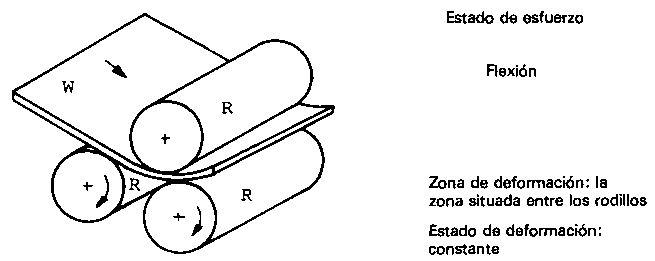 Estado de esfuerzo
Flexión
W
R
R
R
Zona de deformación: la
zona situada entre los rodillos
Estado de deformación:
constante